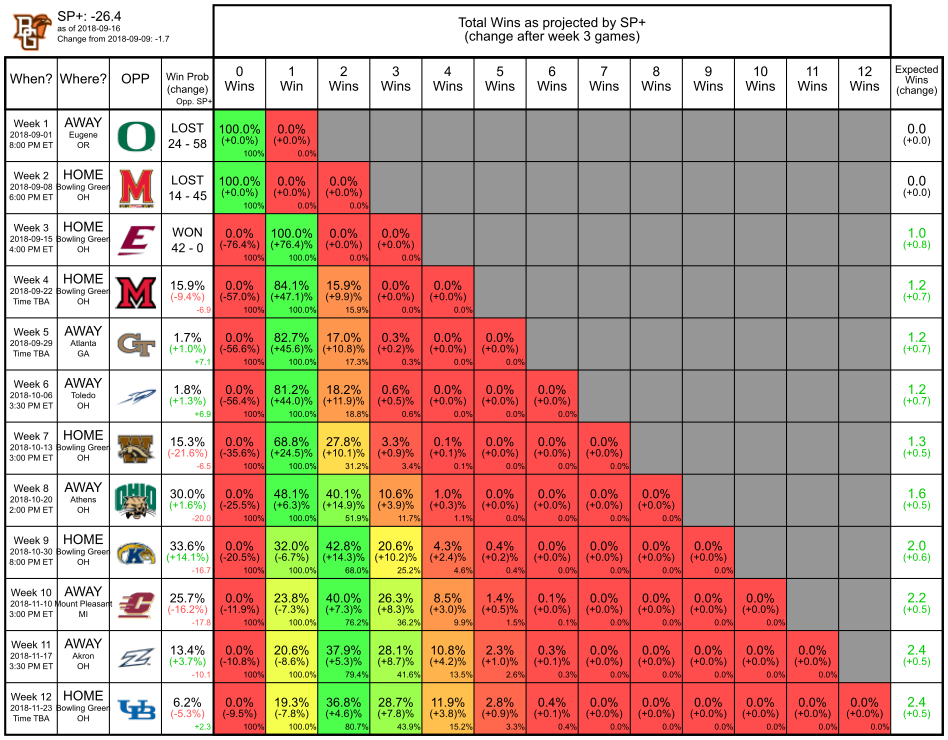 SP+: -26.4
as of 2018-09-16
Change from 2018-09-09: -1.7
Total Wins as projected by SP+
(change after week 3 games)
When? Where? OPP Win Prob (change) Opp. SP+ 0 Wins 1 Win 2 Wins 3 Wins 4 Wins 5 Wins 6 Wins 7 Wins 8 Wins 9 Wins 10 Wins 11 Wins 12 Wins Expected Wins (change)
Week 1 AWAY LOST 100.0% 0.0% 0.0
2018-09-01 Eugene 24 - 58 (+0.0%) (+0.0%) (+0.0)
8:00 PM ET OR 100% 0.0%
Week 2 HOME LOST 100.0% 0.0% 0.0% 0.0
2018-09-08 Bowling Green 14 - 45 (+0.0%) (+0.0%) (+0.0%) (+0.0)
6:00 PM ET OH 100% 0.0% 0.0%
Week 3 HOME WON 0.0% 100.0% 0.0% 0.0% 1.0
2018-09-15 Bowling Green 42 - 0 (-76.4%) (+76.4)% (+0.0%) (+0.0%) (+0.8)
4:00 PM ET OH 100% 100.0% 0.0% 0.0%
Week 4 HOME 15.9% 0.0% 84.1% 15.9% 0.0% 0.0% 1.2
2018-09-22 Bowling Green (-9.4%) (-57.0%) (+47.1)% (+9.9)% (+0.0%) (+0.0%) (+0.7)
Time TBA OH -6.9 100% 100.0% 15.9% 0.0% 0.0%
Week 5 AWAY 1.7% 0.0% 82.7% 17.0% 0.3% 0.0% 1.2
2018-09-29 Atlanta (+1.0%) (-56.6%) (+45.6)% (+10.8)% (+0.2)% (+0.0%) (+0.0%) (+0.7)
Time TBA GA +7.1 100% 100.0% 17.3% 0.3% 0.0% 0.0%
Week 6 AWAY 1.8% 0.0% 81.2% 18.2% 0.6% 0.0% 0.0% 0.0% 1.2
2018-10-06 Toledo (+1.3%) (-56.4%) (+44.0)% (+11.9)% (+0.5)% (+0.0%) (+0.0%) (+0.0%) (+0.7)
3:30 PM ET OH +6.9 100% 100.0% 18.8% 0.6% 0.0% 0.0% 0.0%
Week 7 HOME 15.3% 0.0% 68.8% 27.8% 3.3% 0.1% 0.0% 0.0% 0.0% 1.3
2018-10-13 Bowling Green (-21.6%) (-35.6%) (+24.5)% (+10.1)% (+0.9)% (+0.1)% (+0.0%) (+0.0%) (+0.0%) (+0.5)
3:00 PM ET OH -6.5 100% 100.0% 31.2% 3.4% 0.1% 0.0% 0.0% 0.0%
OHIO
Week 8 AWAY 30.0% 0.0% 48.1% 40.1% 10.6% 1.0% 0.0% 0.0% 0.0% 0.0% 1.6
2018-10-20 Athens (+1.6%) (-25.5%) (+6.3)% (+14.9)% (+3.9)% (+0.4)% (+0.0%) (+0.0%) (+0.0%) (+0.0%) (+0.5)
2:00 PM ET OH -20.0 100% 100.0% 51.9% 11.7% 1.1% 0.0% 0.0% 0.0% 0.0%
Week 9 HOME 33.6% 0.0% 32.0% 42.8% 20.6% 4.3% 0.4% 0.0% 0.0% 0.0% 0.0% 2.0
2018-10-30 Bowling Green (+14.1%) (-20.5%) (-6.7%) (+14.3)% (+10.2)% (+2.4)% (+0.2)% (+0.0%) (+0.0%) (+0.0%) (+0.0%) (+0.6)
8:00 PM ET OH -16.7 100% 100.0% 68.0% 25.2% 4.6% 0.4% 0.0% 0.0% 0.0% 0.0%
Week 10 AWAY 25.7% 0.0% 23.8% 40.0% 26.3% 8.5% 1.4% 0.1% 0.0% 0.0% 0.0% 0.0% 2.2
2018-11-10 Mount Pleasant (-16.2%) (-11.9%) (-7.3%) (+7.3)% (+8.3)% (+3.0)% (+0.5)% (+0.0%) (+0.0%) (+0.0%) (+0.0%) (+0.0%) (+0.5)
3:00 PM ET MI -17.8 100% 100.0% 76.2% 36.2% 9.9% 1.5% 0.1% 0.0% 0.0% 0.0% 0.0%
Week 11 AWAY 13.4% 0.0% 20.6% 37.9% 28.1% 10.8% 2.3% 0.3% 0.0% 0.0% 0.0% 0.0% 0.0% 2.4
2018-11-17 Akron (+3.7%) (-10.8%) (-8.6%) (+5.3)% (+8.7)% (+4.2)% (+1.0)% (+0.1)% (+0.0%) (+0.0%) (+0.0%) (+0.0%) (+0.0%) (+0.5)
3:30 PM ET OH -10.1 100% 100.0% 79.4% 41.6% 13.5% 2.6% 0.3% 0.0% 0.0% 0.0% 0.0% 0.0%
Week 12 HOME 6.2% 0.0% 19.3% 36.8% 28.7% 11.9% 2.8% 0.4% 0.0% 0.0% 0.0% 0.0% 0.0% 0.0% 2.4
2018-11-23 Bowling Green (-5.3%) (-9.5%) (-7.8%) (+4.6)% (+7.8)% (+3.8)% (+0.9)% (+0.1)% (+0.0%) (+0.0%) (+0.0%) (+0.0%) (+0.0%) (+0.0%) (+0.5)
Time TBA OH +2.3 100% 100.0% 80.7% 43.9% 15.2% 3.3% 0.4% 0.0% 0.0% 0.0% 0.0% 0.0% 0.0%